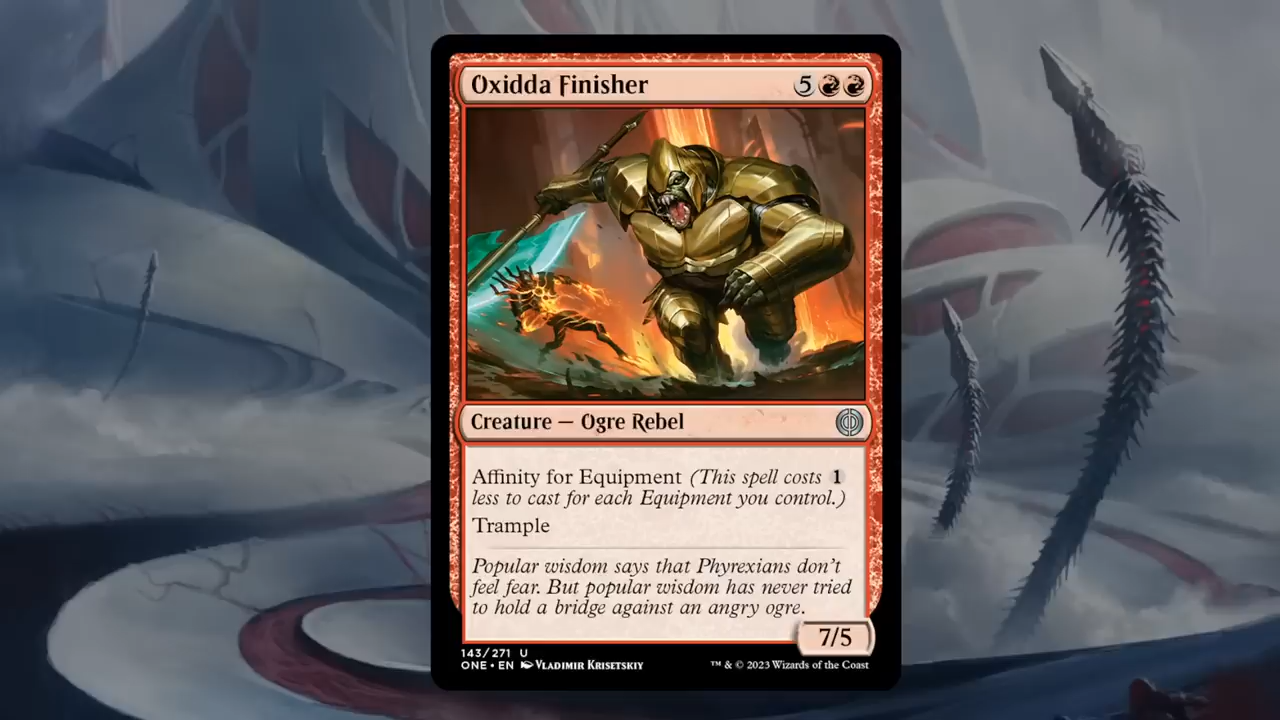 Oxidda Finisher 5
Creature — Ogre Rebel
Affinity for Equipment (This spell costs 1
less to cast for each Equipment you control.)
Trample
Popular wisdom says that Phyrexians don't
feel fear. But popular wisdom has never tried
to hold a bridge against an angry ogre.
7/5
143/271 U
ONE • EN Vladimir Krisetskiy ™ & © 2023 Wizards of the Coast